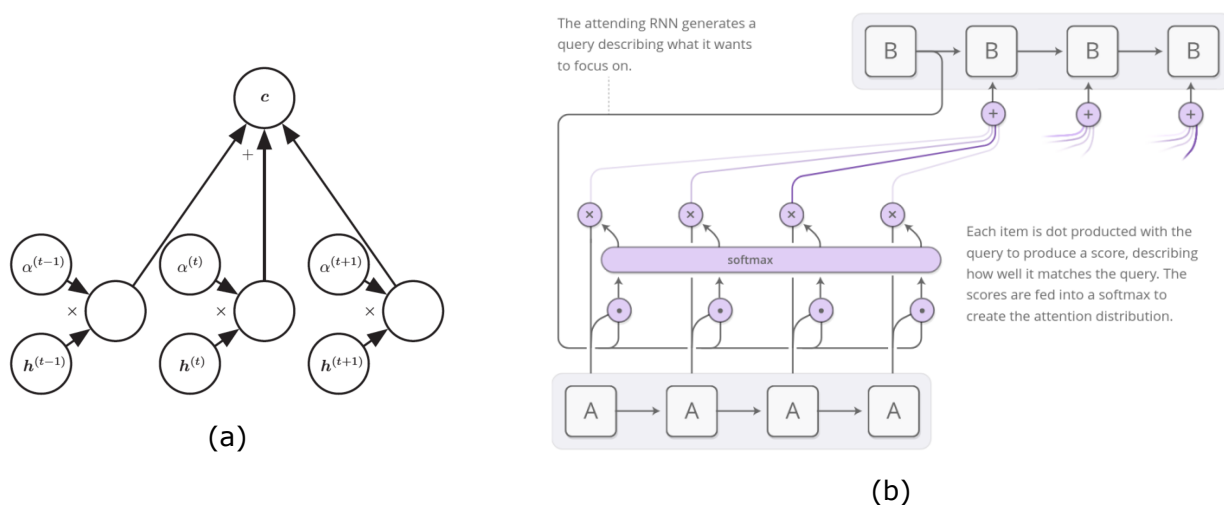 c
+
α(t−1)
α(t)
α(t+1)
×
×
×
h(t−1)
h(t)
h(t+1)
(a)
The attending RNN generates a
query describing what it wants
to focus on.
B
B
B
B
+
+
+
×
×
×
×
softmax
Each item is dot producted with the
query to produce a score, describing
how well it matches the query. The
scores are fed into a softmax to
create the attention distribution.
A
A
A
A
(b)